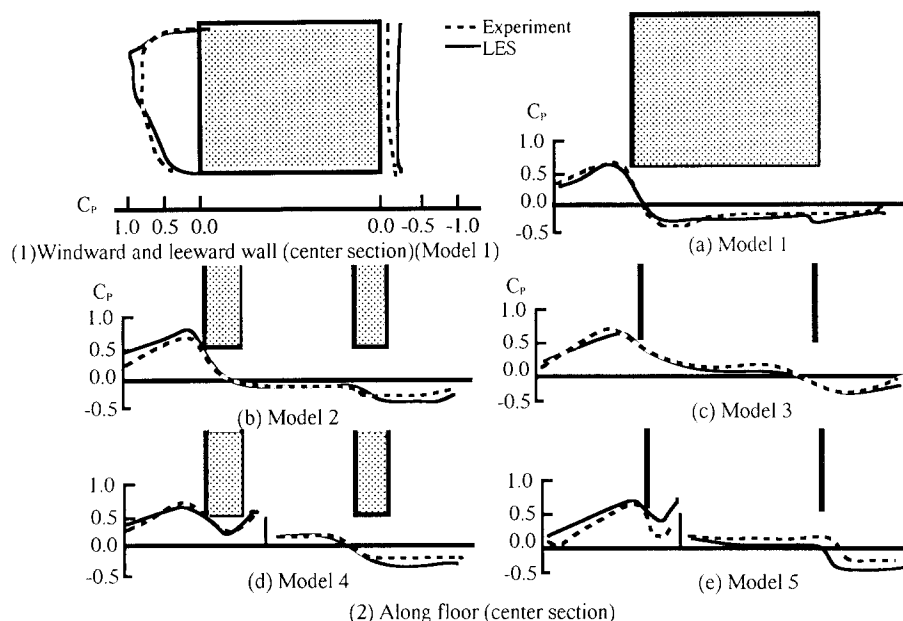 Experiment
LES
C_P
1.0 0.5 0.0 0.0 -0.5 -1.0
(1)Windward and leeward wall (center section)(Model 1)
C_P
1.0
0.5
0.0
-0.5
(a) Model 1
C_P
1.0
0.5
0.0
-0.5
(b) Model 2
C_P
1.0
0.5
0.0
-0.5
(c) Model 3
1.0
0.5
0.0
-0.5
(d) Model 4
1.0
0.5
0.0
-0.5
(e) Model 5
(2) Along floor (center section)